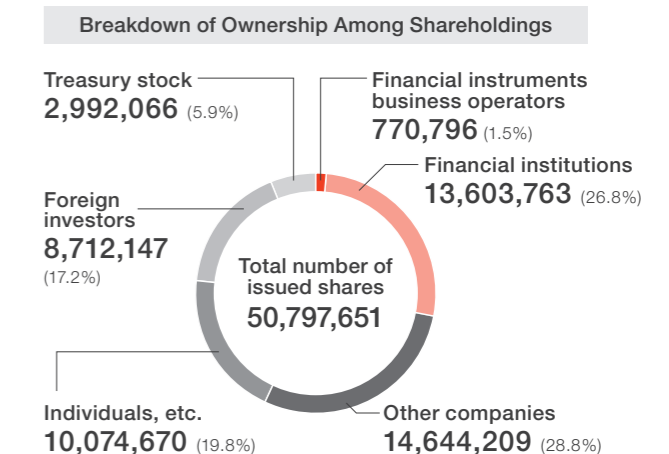 Breakdown of Ownership Among Shareholdings
Treasury stock
2,992,066 (5.9%)
Financial instruments
business operators
770,796 (1.5%)
Financial institutions
13,603,763 (26.8%)
Foreign
investors
8,712,147
(17.2%)
Total number of
issued shares
50,797,651
Individuals, etc.
10,074,670 (19.8%)
Other companies
14,644,209 (28.8%)